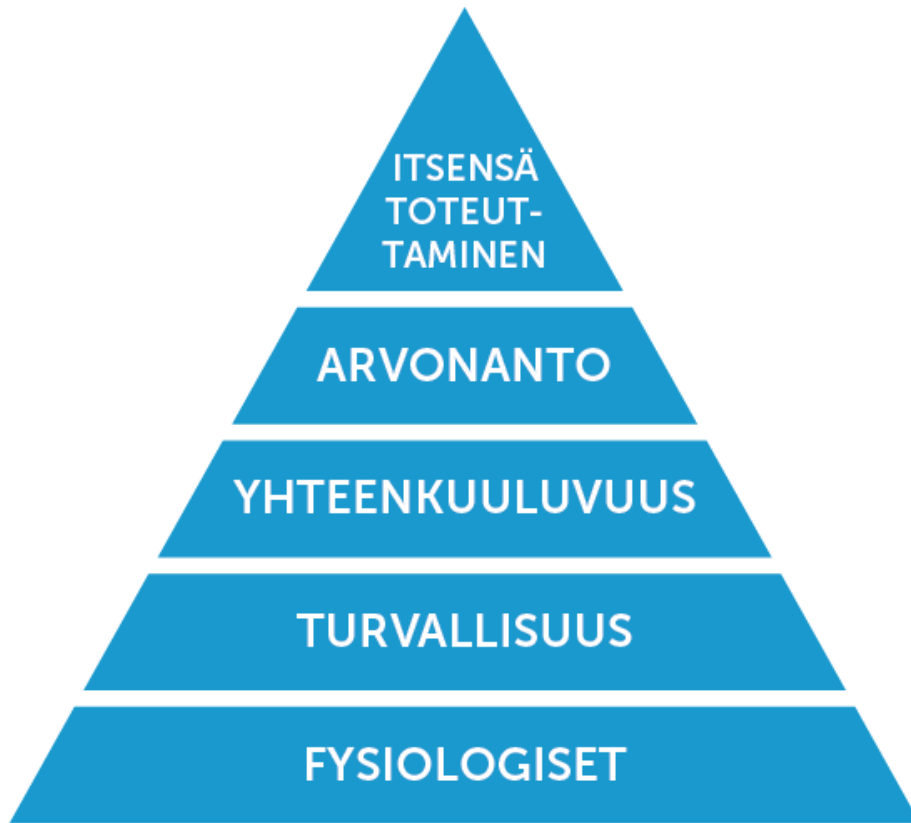 ITSENSÄ
TOTEUT-
TAMINEN
ARVONANTO
YHTEENKUULUVUUS
TURVALLISUUS
FYSIOLOGISET